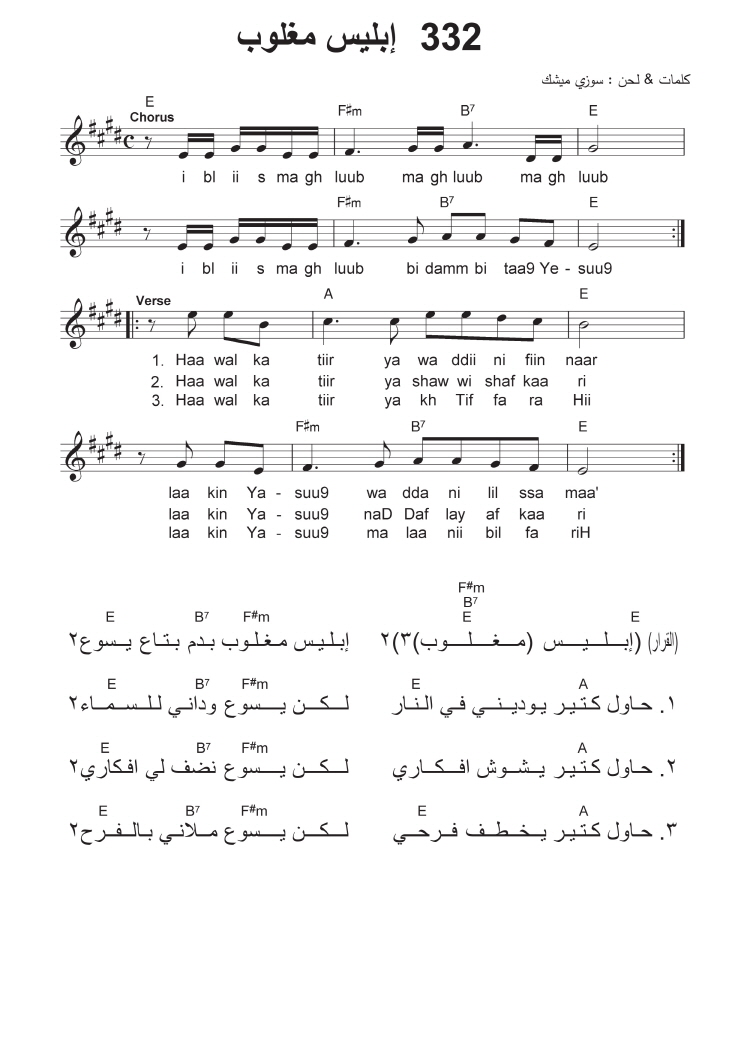 332 إبليس مغلوب
كلمات & لحن : سوزي ميشك
E
Chorus F#m B7 E
i bl ii s ma gh luub ma gh luub ma gh luub
F#m B7 E
i bl ii s ma gh luub bi damm bi taa9 Ye - suu9
Verse A E
1. Haa wal ka tiir ya wa ddii ni fiin naar
2. Haa wal ka tiir ya shaw wi shaf kaa ri
3. Haa wal ka tiir ya kh Tif fa ra Hii
F#m B7 E
laa kin Ya - suu9 wa dda ni lil ssa maa'
laa kin Ya - suu9 naD Daf lay af kaa ri
laa kin Ya - suu9 ma laa nii bil fa riH
F#m
B7
E B7 F#m E E
(القرار) (إبليس (مغلوب)٣)٢ إبليس مغلوب بدم بتاع يسوع٢
E B7 F#m E A
١. حاول كتير يوديني في النار لكن يسوع وداني للسماء٢
E B7 F#m A
٢. حاول كتير يشوش افكاري لكن يسوع نضف لي افكاري٢
E B7 F#m E A
٣. حاول كتير يخطف فرحي لكن يسوع ملاني بالفرح٢